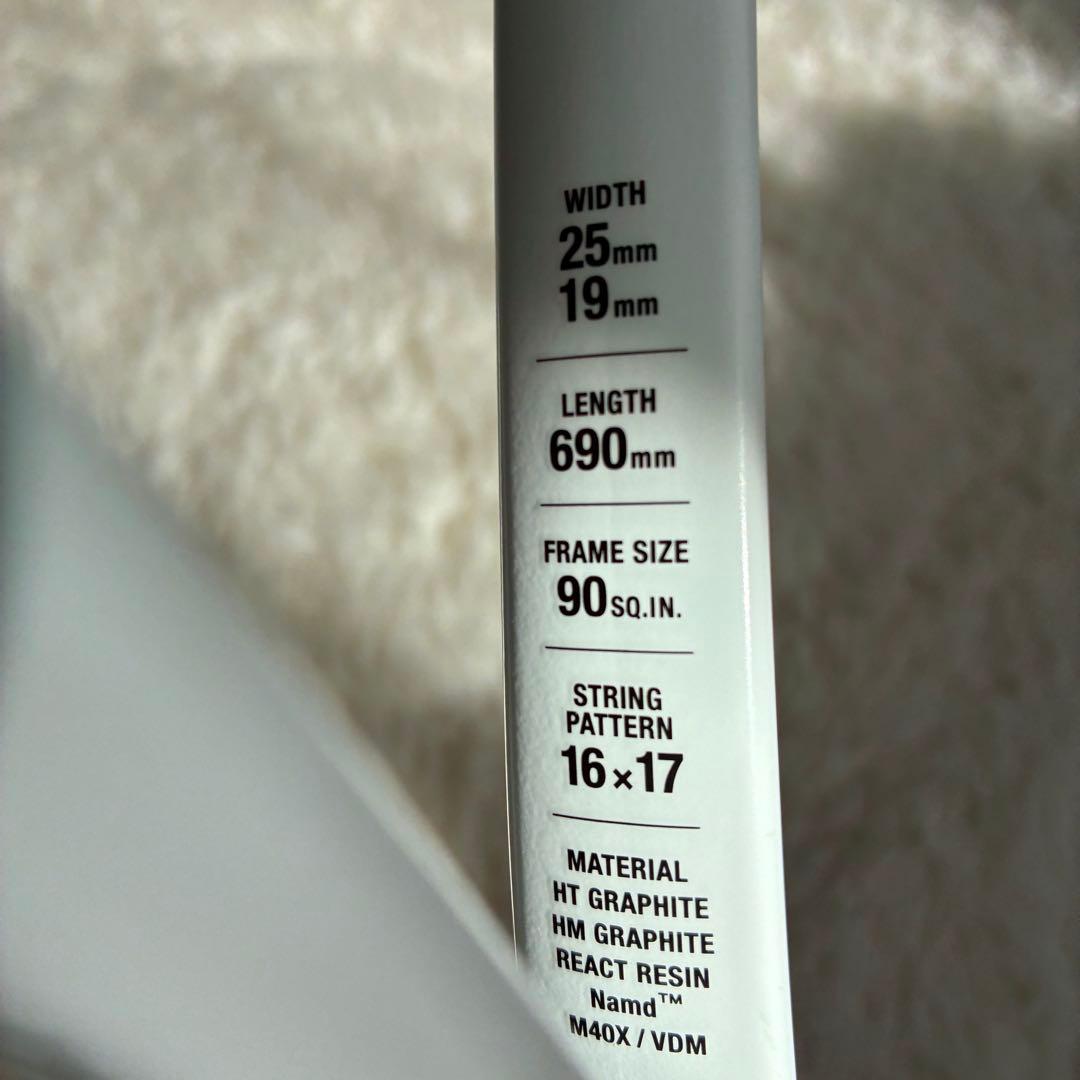 WIDTH
25mm
19mm
LENGTH
690mm
FRAME SIZE
90SQ.IN.
STRING
PATTERN
16×17
MATERIAL
HT GRAPHITE
HM GRAPHITE
REACT RESIN
Namd™
M40X / VDM